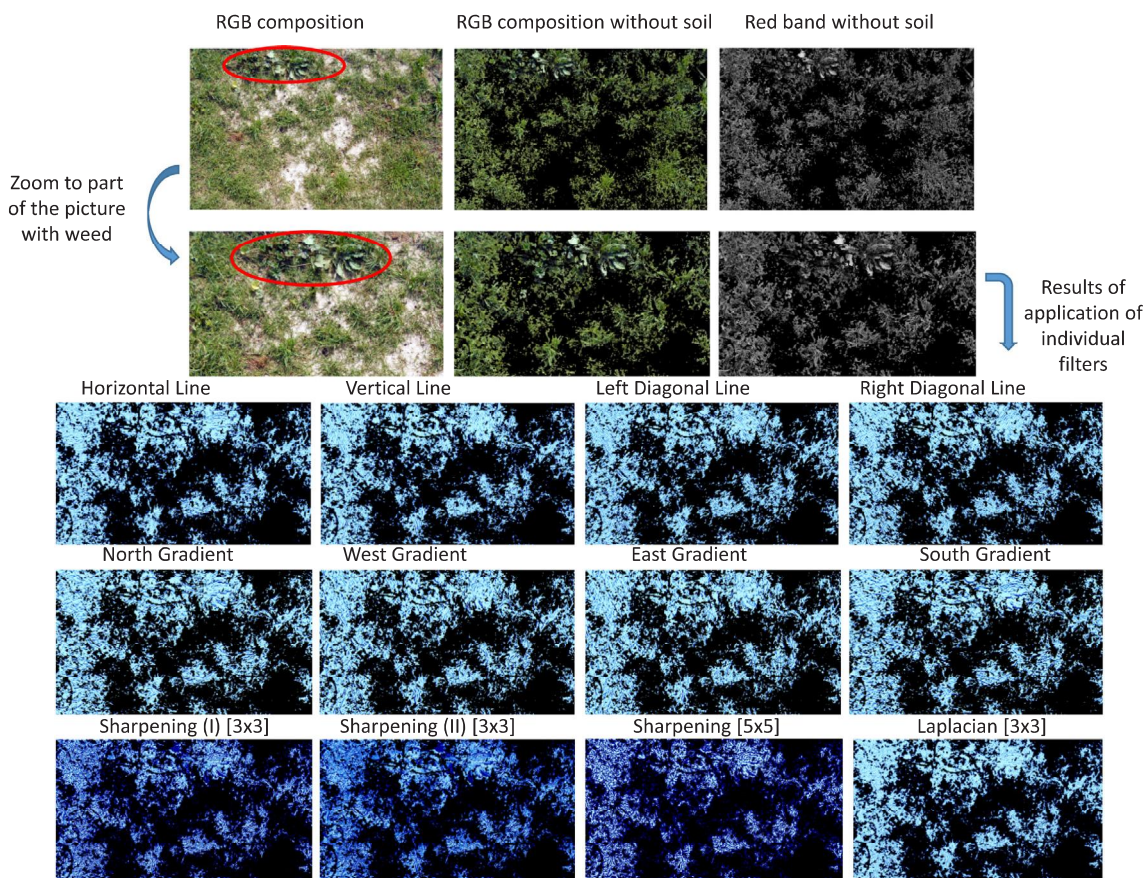 RGB composition
RGB composition without soil
Red band without soil
Zoom to part
of the picture
with weed
Results of
application of
individual
filters
Horizontal Line
Vertical Line
Left Diagonal Line
Right Diagonal Line
North Gradient
West Gradient
East Gradient
South Gradient
Sharpening (I) [3x3]
Sharpening (II) [3x3]
Sharpening [5x5]
Laplacian [3x3]